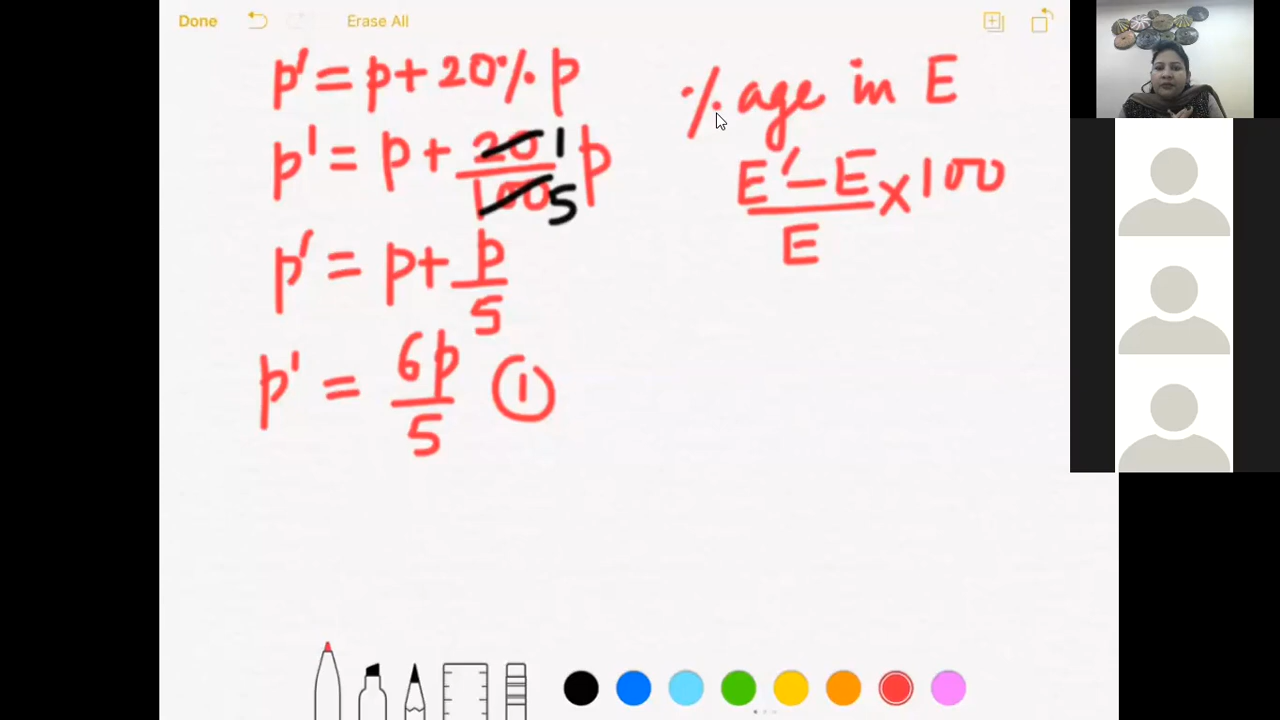 Done
Erase All
p' = p + 20% p
p' = p + 20/100 p 1 5
p' = p + p/5
p' = 6p/5 ①
% age in E
E' - E / E × 100